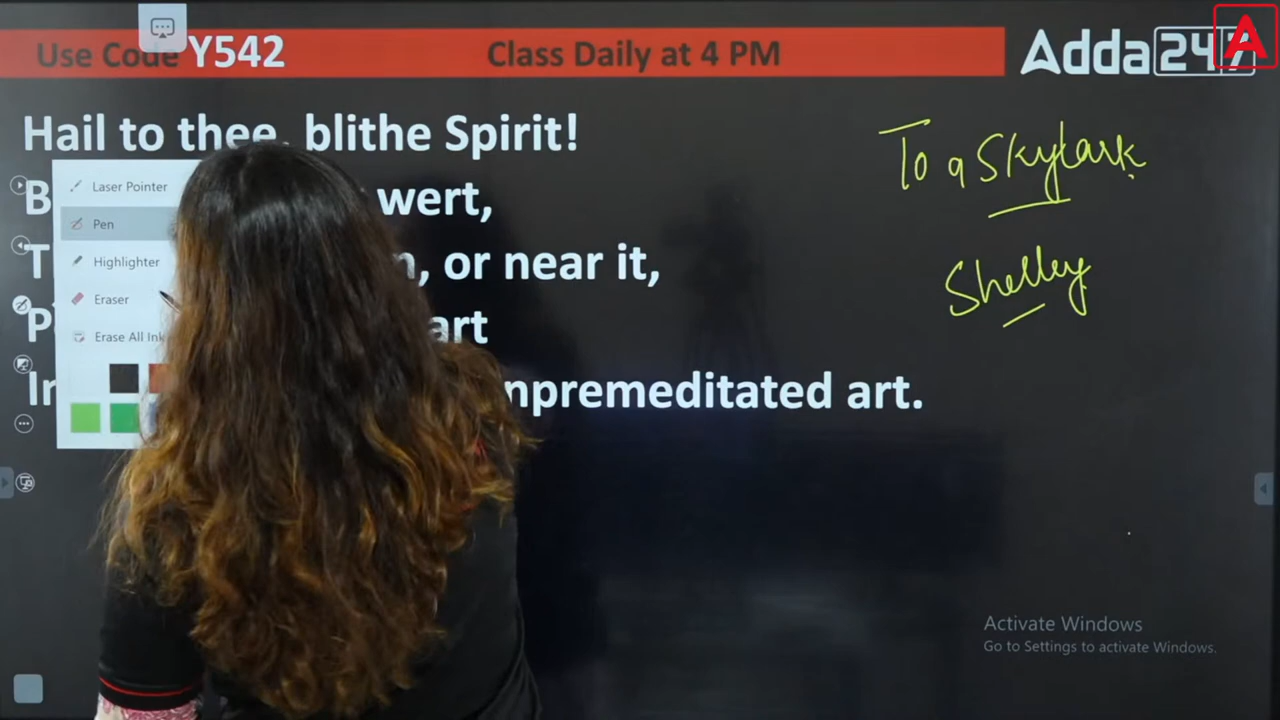 Use Code Y542
Class Daily at 4 PM
Adda247
A
Hail to thee, blithe Spirit!
wert,
or near it,
art
unpremeditated art.
To a Skylark
Shelley
Laser Pointer
Pen
Highlighter
Eraser
Erase All Ink
Activate Windows
Go to Settings to activate Windows.